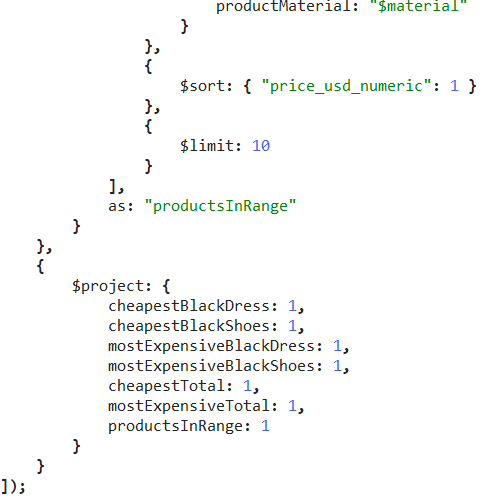 productMaterial: "$material"
}
},
{
$sort: { "price_usd_numeric": 1 }
},
{
$limit: 10
}
],
as: "productsInRange"
}
},
{
$project: {
cheapestBlackDress: 1,
cheapestBlackShoes: 1,
mostExpensiveBlackDress: 1,
mostExpensiveBlackShoes: 1,
cheapestTotal: 1,
mostExpensiveTotal: 1,
productsInRange: 1
}
}
]);